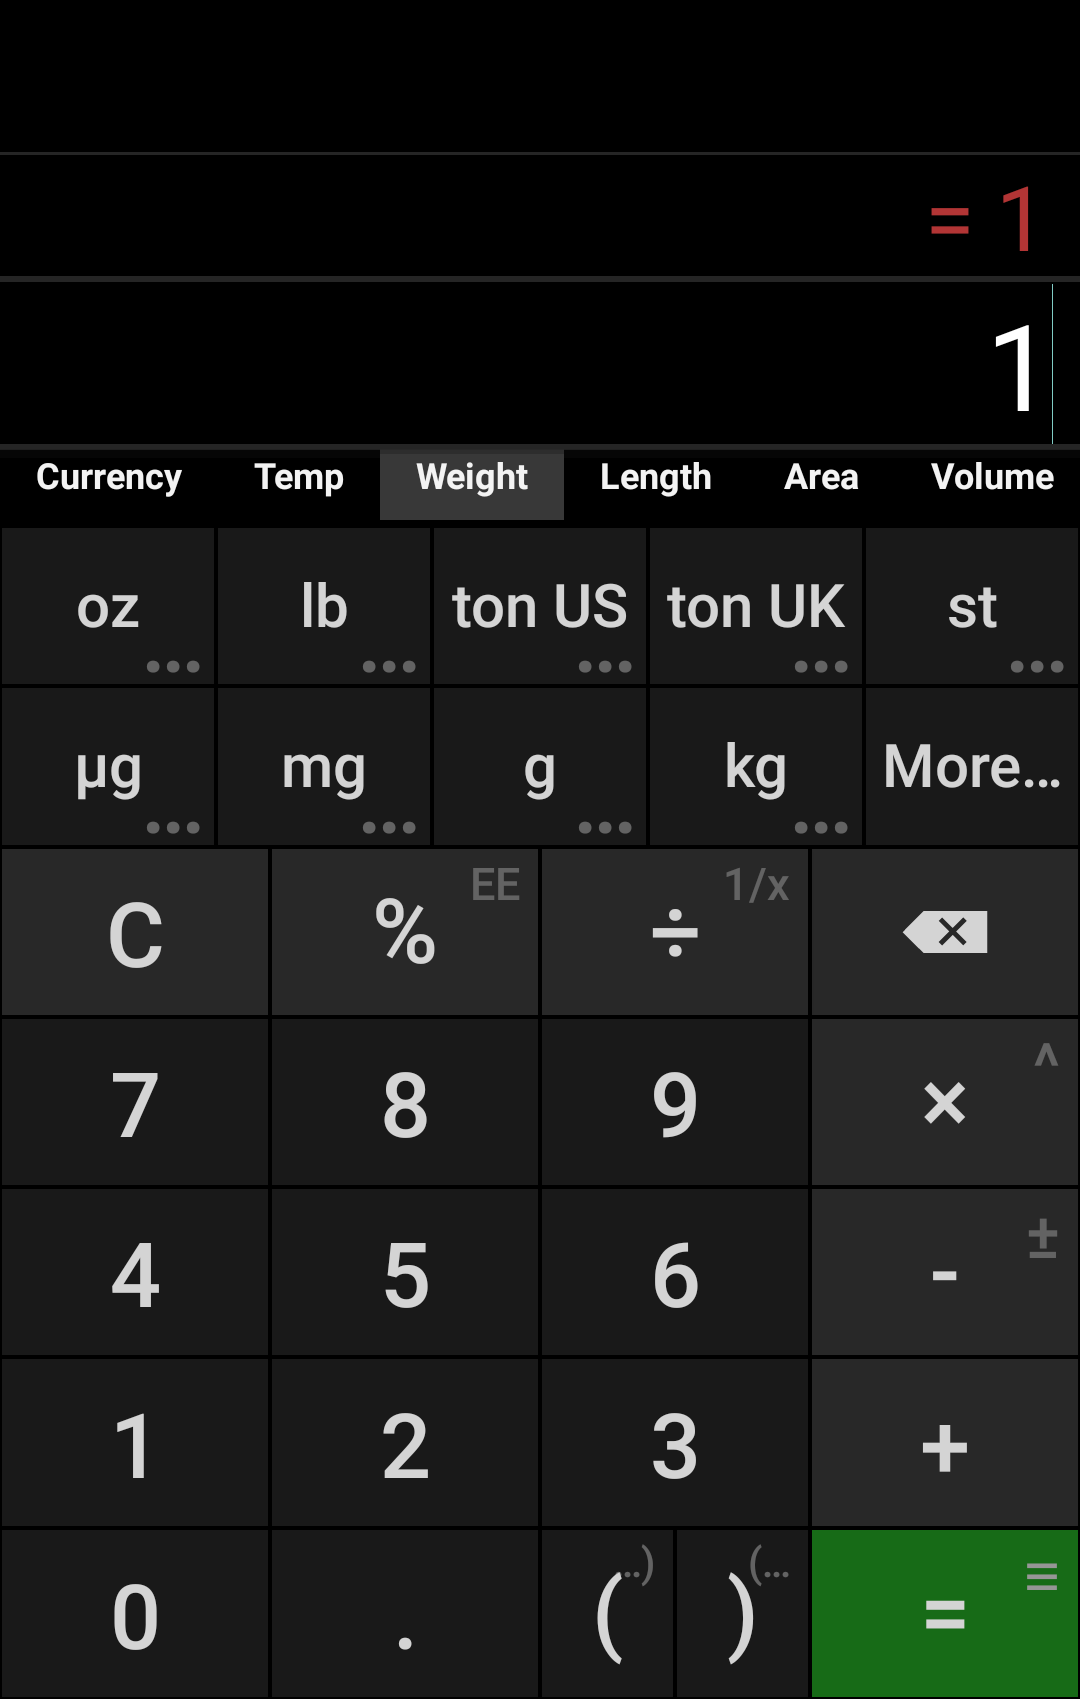 = 1
1
Currency Temp Weight Length Area Volume
oz lb ton US ton UK st
µg mg g kg More...
C % EE ÷ 1/x
7 8 9 × ^
4 5 6 - ±
1 2 3 +
0 . ( ..) ) (... = ≡